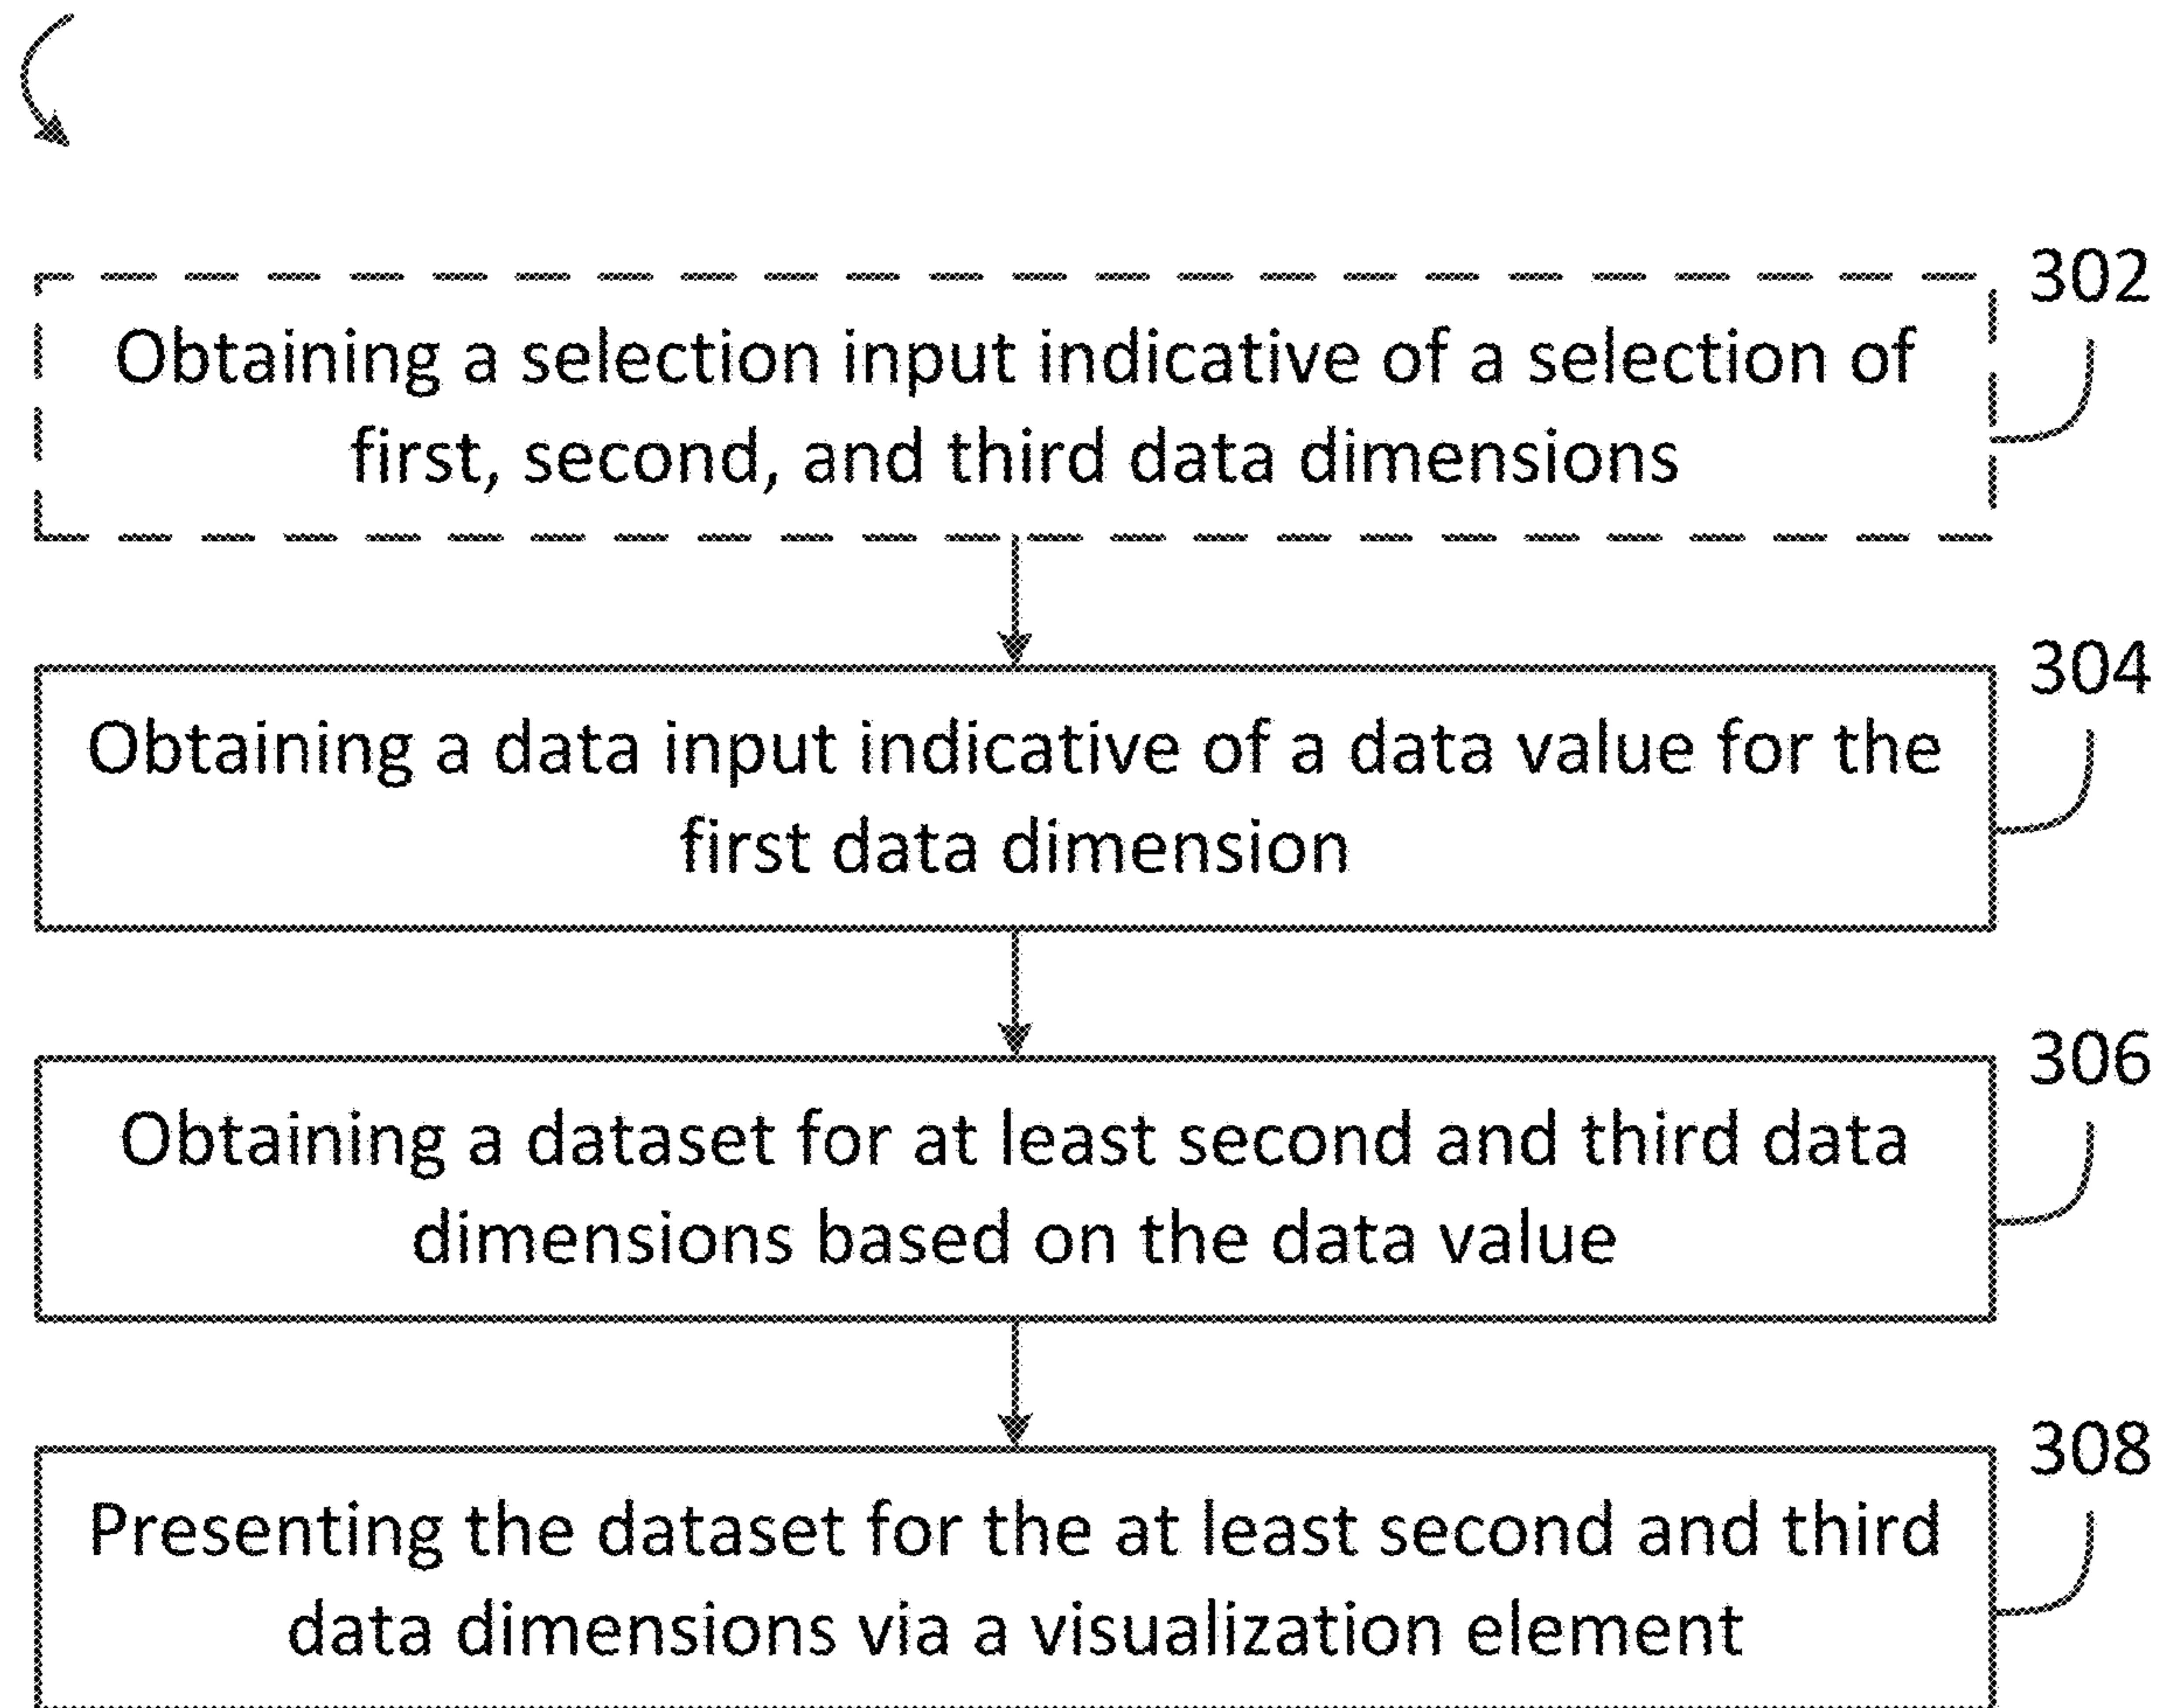 302
Obtaining a selection input indicative of a selection of
first, second, and third data dimensions
304
Obtaining a data input indicative of a data value for the
first data dimension
306
Obtaining a dataset for at least second and third data
dimensions based on the data value
308
Presenting the dataset for the at least second and third
data dimensions via a visualization element